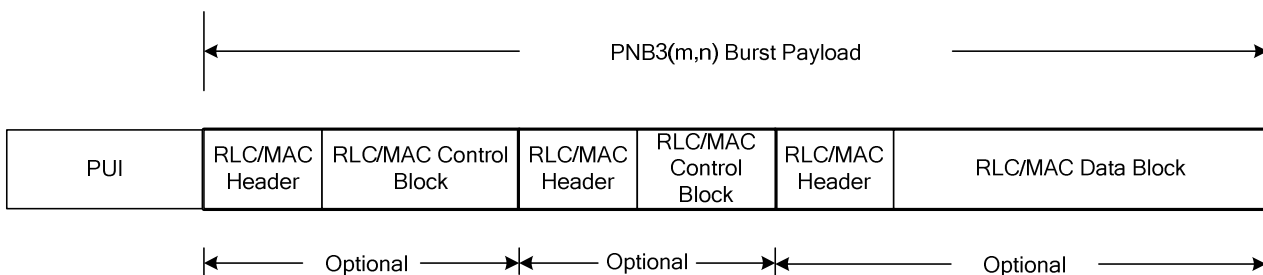 PNB3(m,n) Burst Payload
PUI
RLC/MAC
Header
RLC/MAC Control
Block
RLC/MAC
Header
RLC/MAC
Control
Block
RLC/MAC
Header
RLC/MAC Data Block
Optional
Optional
Optional